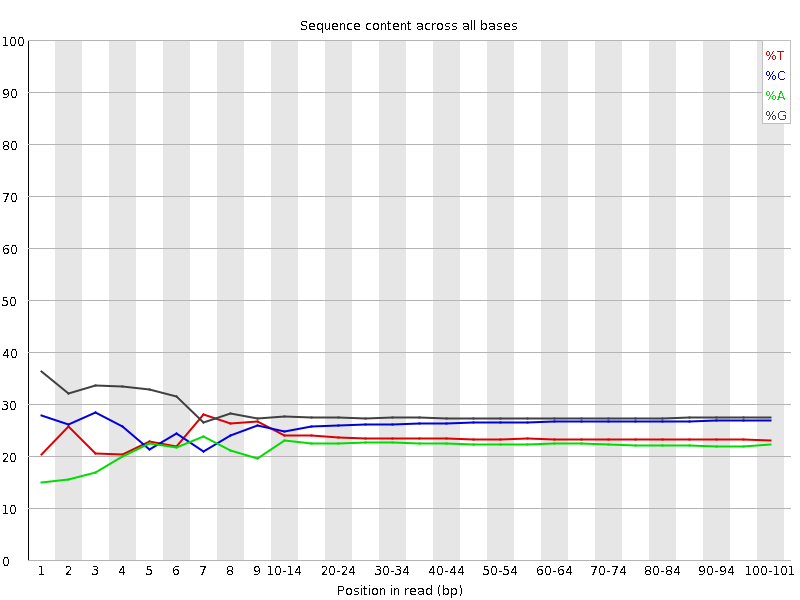 Sequence content across all bases
100
90
80
70
60
50
40
30
20
10
0
%T
%C
%A
%G
1 2 3 4 5 6 7 8 9 10-14 20-24 30-34 40-44 50-54 60-64 70-74 80-84 90-94 100-101
Position in read (bp)